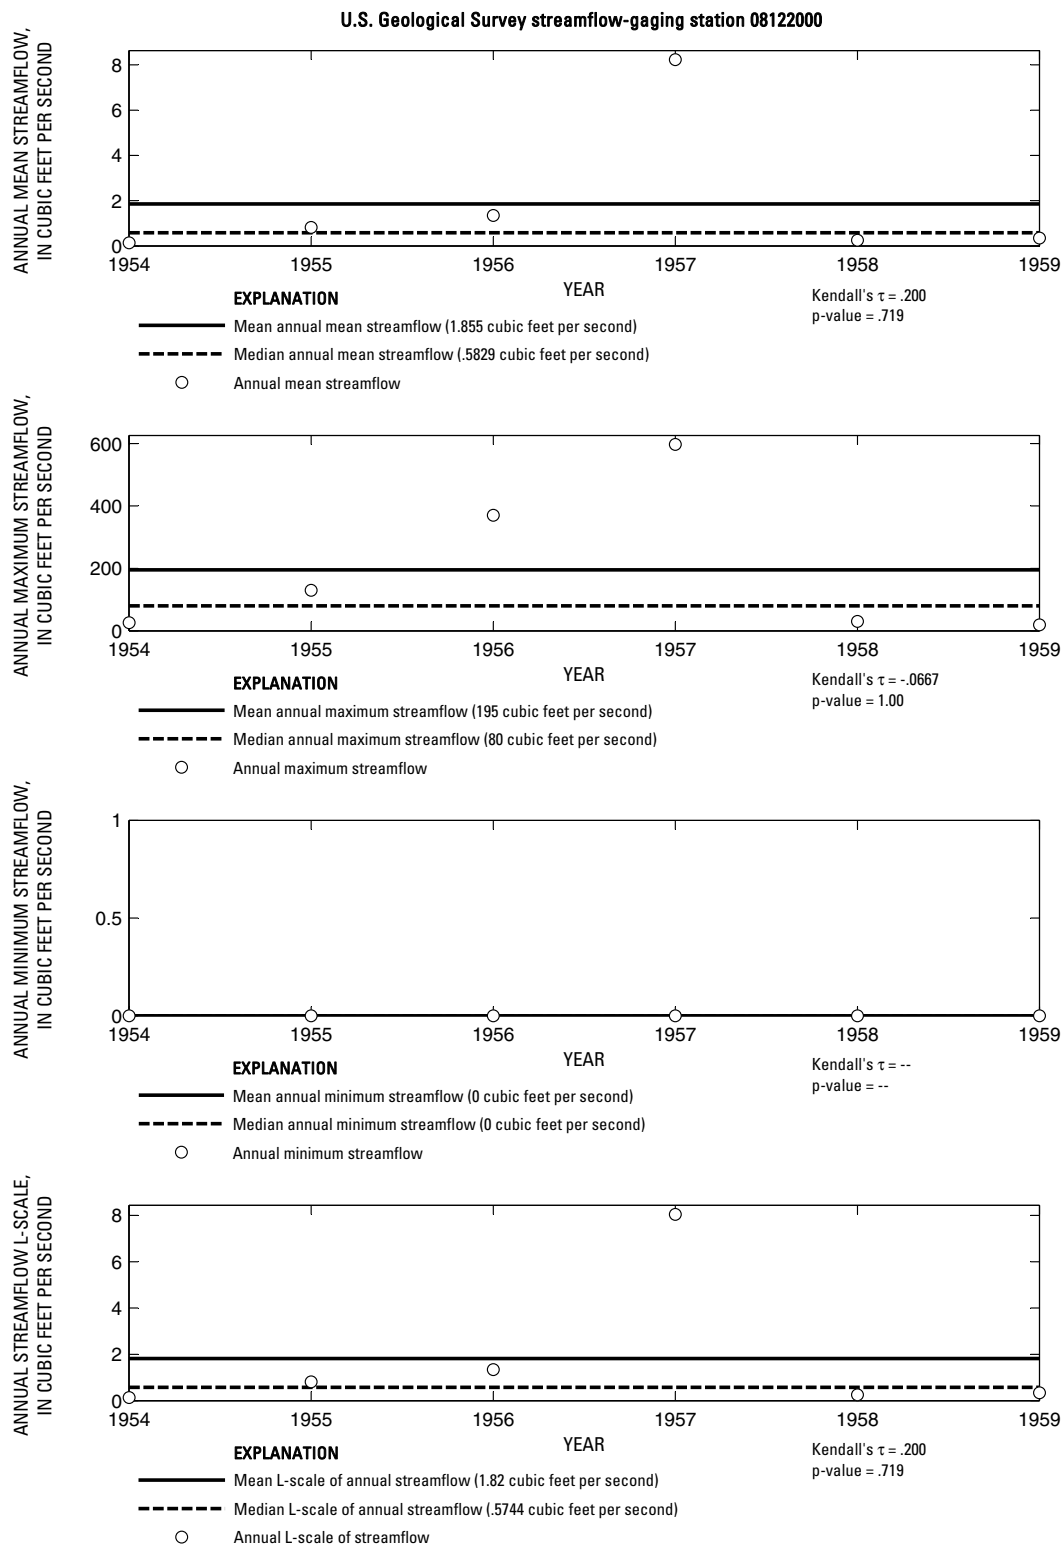 U.S. Geological Survey streamflow-gaging station 08122000
ANNUAL MEAN STREAMFLOW,
IN CUBIC FEET PER SECOND
8
6
4
2
0
1954 1955 1956 1957 1958 1959
YEAR
Kendall's τ = .200
p-value = .719
EXPLANATION
Mean annual mean streamflow (1.855 cubic feet per second)
Median annual mean streamflow (.5829 cubic feet per second)
Annual mean streamflow
ANNUAL MAXIMUM STREAMFLOW,
IN CUBIC FEET PER SECOND
600
400
200
0
1954 1955 1956 1957 1958 1959
YEAR
Kendall's τ = -.0667
p-value = 1.00
EXPLANATION
Mean annual maximum streamflow (195 cubic feet per second)
Median annual maximum streamflow (80 cubic feet per second)
Annual maximum streamflow
ANNUAL MINIMUM STREAMFLOW,
IN CUBIC FEET PER SECOND
1
0.5
0
1954 1955 1956 1957 1958 1959
YEAR
Kendall's τ = --
p-value = --
EXPLANATION
Mean annual minimum streamflow (0 cubic feet per second)
Median annual minimum streamflow (0 cubic feet per second)
Annual minimum streamflow
ANNUAL STREAMFLOW L-SCALE,
IN CUBIC FEET PER SECOND
8
6
4
2
0
1954 1955 1956 1957 1958 1959
YEAR
Kendall's τ = .200
p-value = .719
EXPLANATION
Mean L-scale of annual streamflow (1.82 cubic feet per second)
Median L-scale of annual streamflow (.5744 cubic feet per second)
Annual L-scale of streamflow